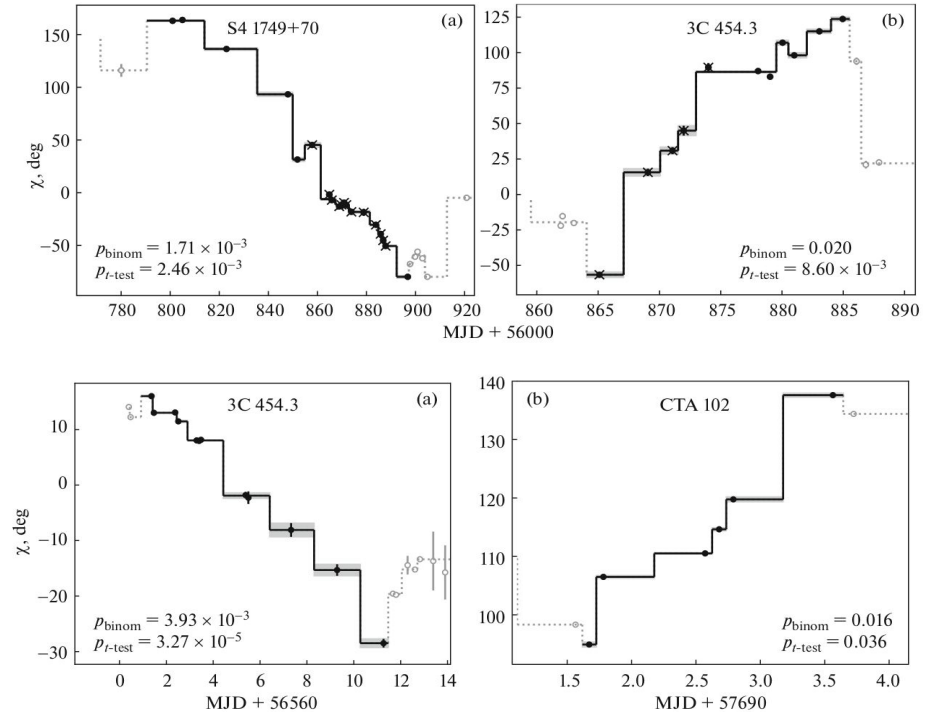 (a)
S4 1749+70
150
100
50
0
−50
χ, deg
p_binom = 1.71 × 10⁻³
p_t-test = 2.46 × 10⁻³
780 800 820 840 860 880 900 920
(b)
3C 454.3
125
100
75
50
25
0
−25
−50
p_binom = 0.020
p_t-test = 8.60 × 10⁻³
860 865 870 875 880 885 890
MJD + 56000
(a)
3C 454.3
10
0
−10
−20
−30
χ, deg
p_binom = 3.93 × 10⁻³
p_t-test = 3.27 × 10⁻⁵
0 2 4 6 8 10 12 14
MJD + 56560
(b)
CTA 102
140
130
120
110
100
p_binom = 0.016
p_t-test = 0.036
1.5 2.0 2.5 3.0 3.5 4.0
MJD + 57690